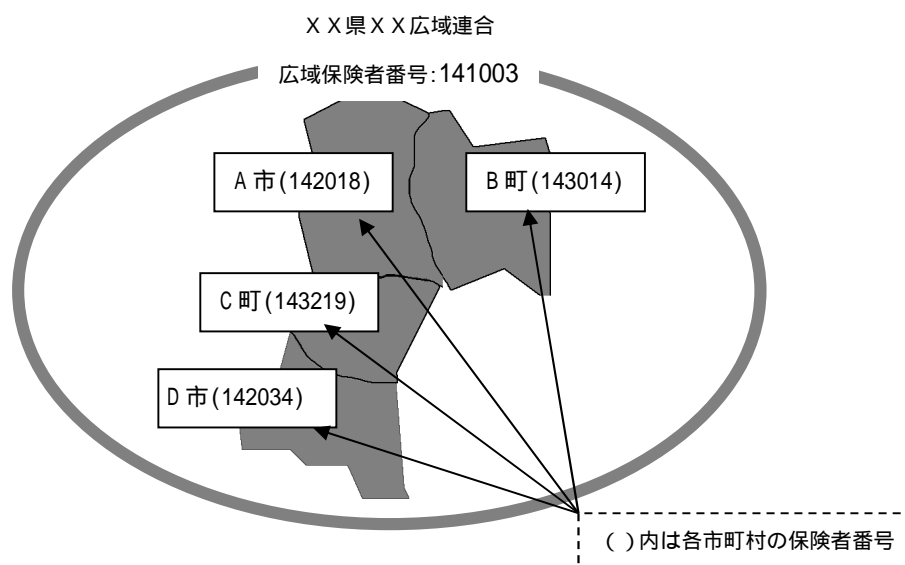 ＸＸ県ＸＸ広域連合
広域保険者番号:141003
Ａ市(142018)
Ｂ町(143014)
Ｃ町(143219)
Ｄ市(142034)
( )内は各市町村の保険者番号